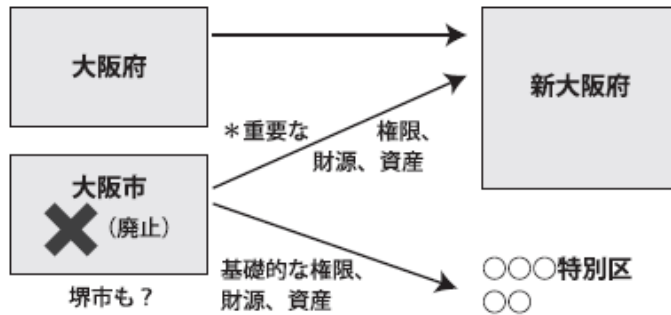 大阪府
新大阪府
＊重要な　　権限、
財源、資産
大阪市
（廃止）
堺市も？
基礎的な権限、
財源、資産
○○○特別区
○○